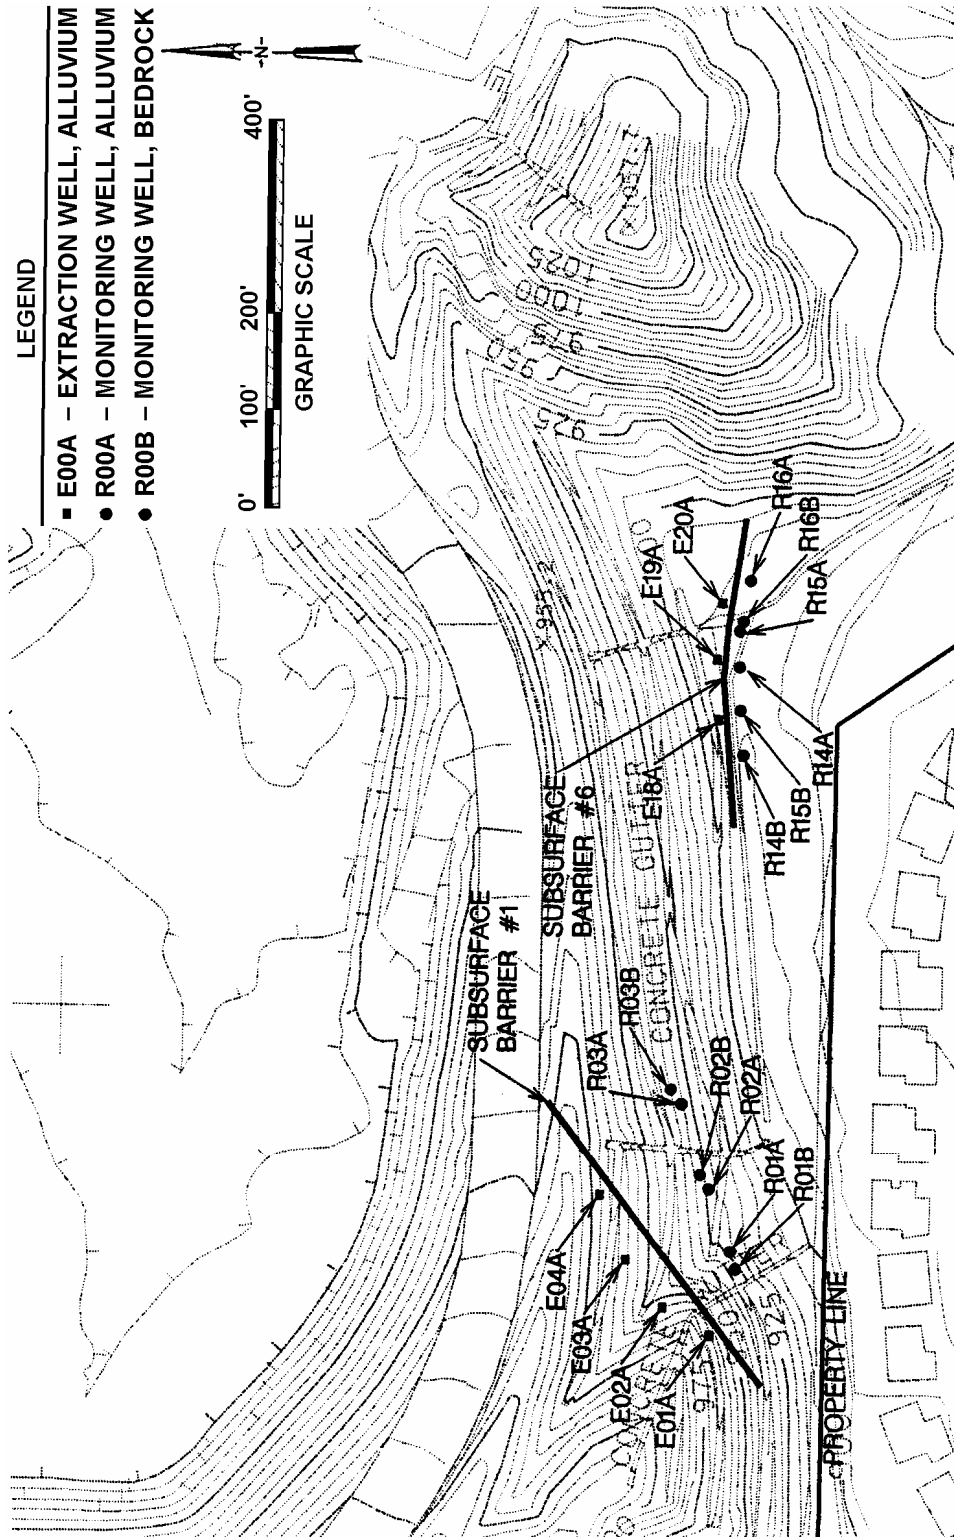 LEGEND
■ E00A – EXTRACTION WELL, ALLUVIUM
● R00A – MONITORING WELL, ALLUVIUM
● R00B – MONITORING WELL, BEDROCK
-N-
0' 100' 200' 400'
GRAPHIC SCALE
1025
1000
975
950
925
× 955.2
SUBSURFACE
BARRIER #1
SUBSURFACE
BARRIER #6
CONCRETE GUTTER
E04A
E03A
E02A
E01A
R03A
R03B
R02B
R02A
R01A
R01B
E18A
E19A
E20A
R14B
R15B
R14A
R15A
R16B
R16A
975
925
PROPERTY LINE